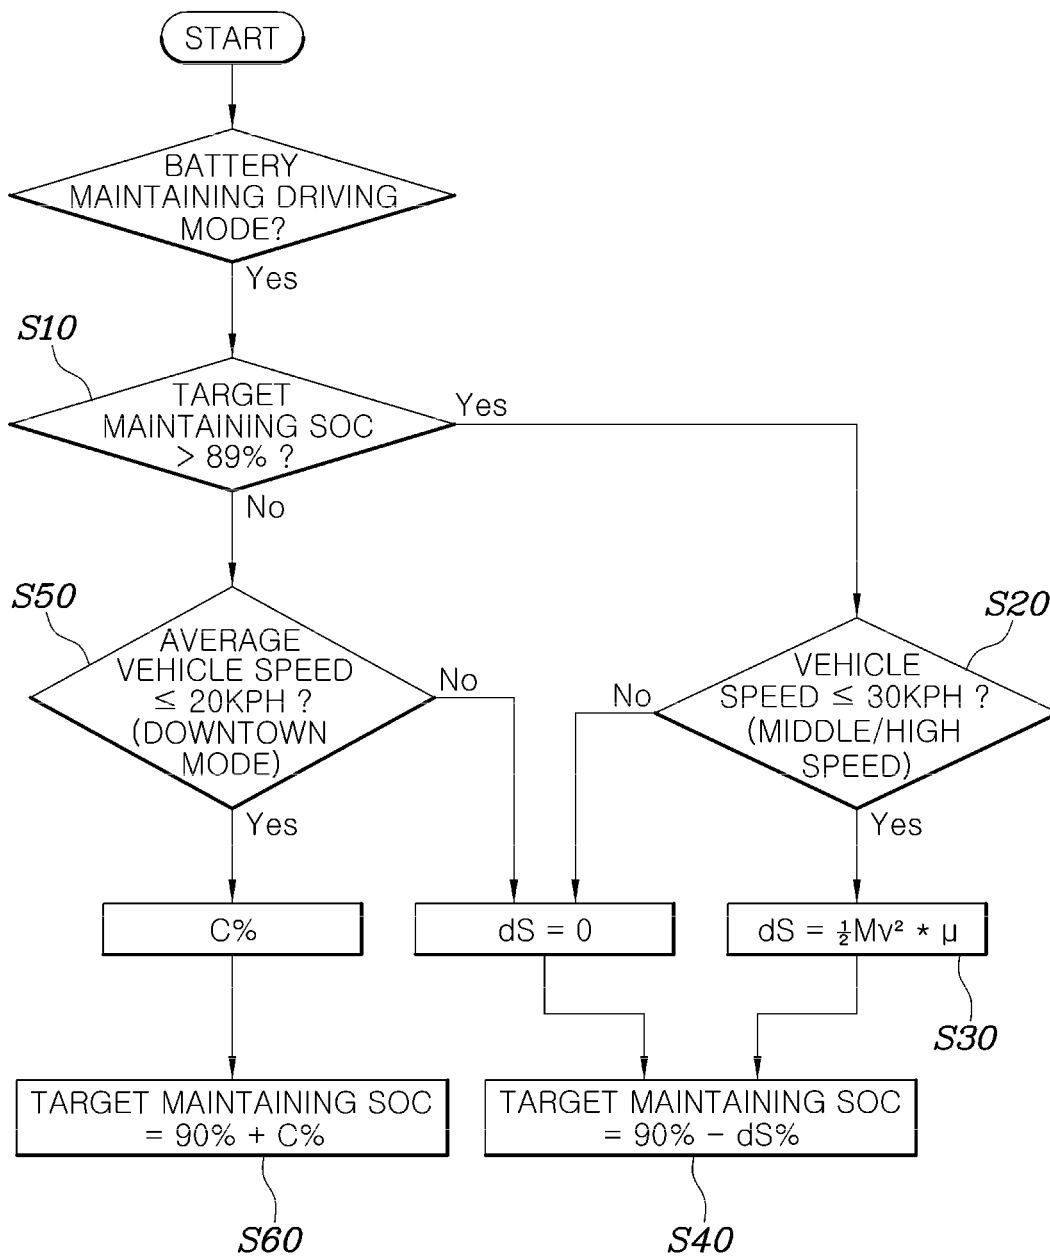 START
BATTERY
MAINTAINING DRIVING
MODE?
Yes
S10
TARGET
MAINTAINING SOC
> 89% ?
Yes
No
S50
AVERAGE
VEHICLE SPEED
≤ 20KPH ?
(DOWNTOWN
MODE)
No
Yes
S20
VEHICLE
SPEED ≤ 30KPH ?
(MIDDLE/HIGH
SPEED)
No
Yes
C%
dS = 0
dS = ½Mv² * μ
S30
TARGET MAINTAINING SOC
= 90% + C%
S60
TARGET MAINTAINING SOC
= 90% − dS%
S40